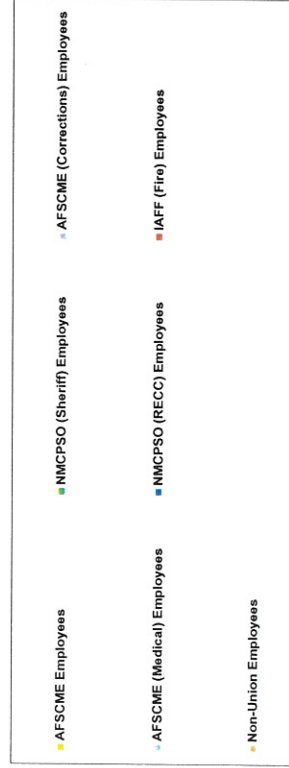 AFSCME Employees
NMCPSO (Sheriff) Employees
AFSCME (Corrections) Employees
AFSCME (Medical) Employees
NMCPSO (RECC) Employees
IAFF (Fire) Employees
Non-Union Employees